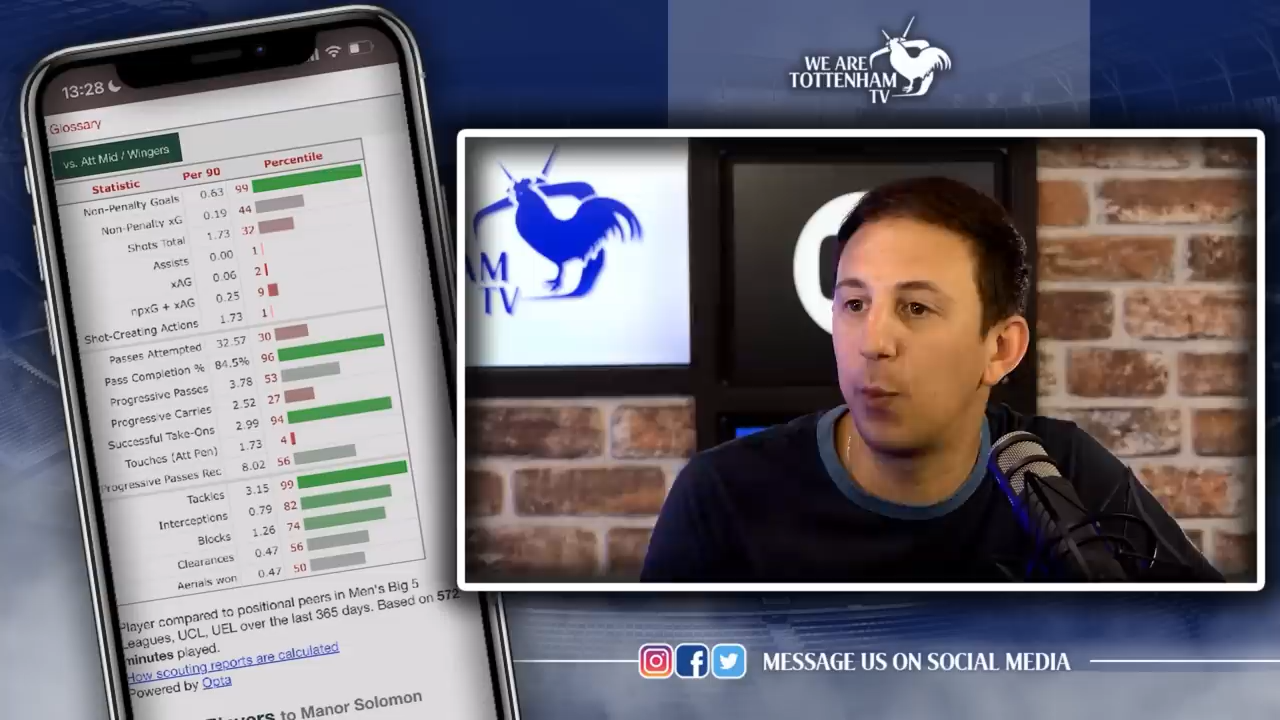 13:28
Glossary
vs. Att Mid / Wingers
Statistic Per 90 Percentile
Non-Penalty Goals 0.63 99
Non-Penalty xG 0.19 44
Shots Total 1.73 37
Assists 0.00 1
xAG 0.06 2
npxG + xAG 0.25 9
Shot-Creating Actions 1.73 1
Passes Attempted 32.57 30
Pass Completion % 84.5% 96
Progressive Passes 3.78 53
Progressive Carries 2.52 27
Successful Take-Ons 2.99 94
Touches (Att Pen) 1.73 4
Progressive Passes Rec 8.02 56
Tackles 3.15 99
Interceptions 0.79 82
Blocks 1.26 74
Clearances 0.47 56
Aerials won 0.47 50
Player compared to positional peers in Men's Big 5
Leagues, UCL, UEL over the last 365 days. Based on 572
minutes played.
How scouting reports are calculated
Powered by Opta
Players to Manor Solomon
WE ARE
TOTTENHAM
TV
AM
TV
MESSAGE US ON SOCIAL MEDIA